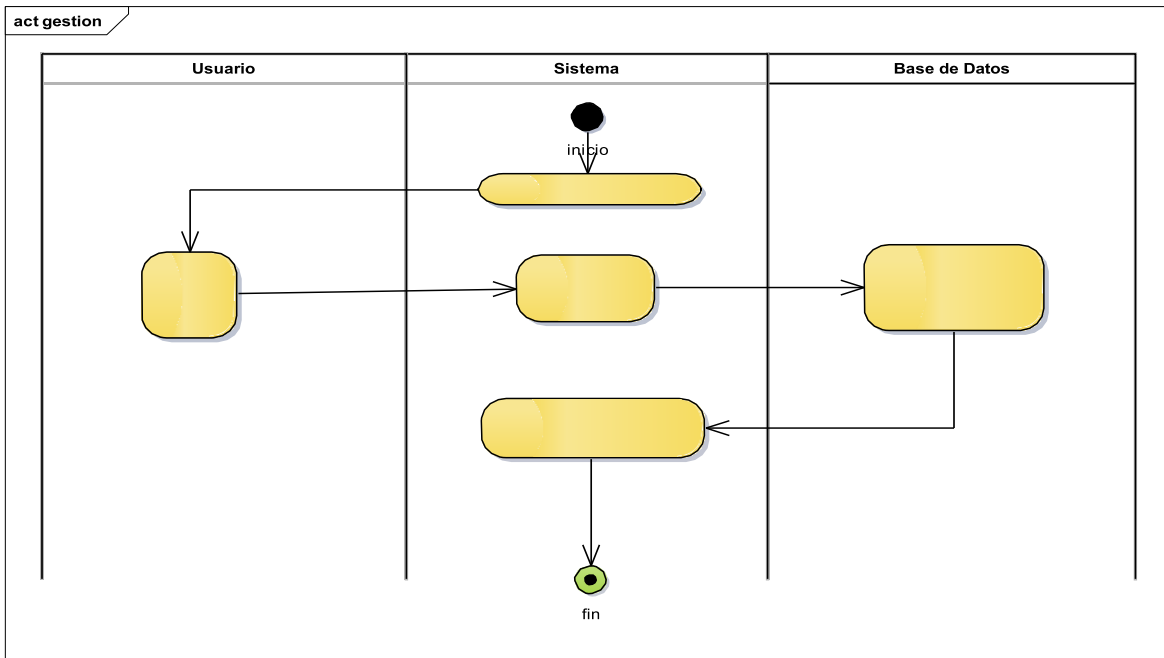 act gestion
Usuario
Sistema
Base de Datos
inicio
fin